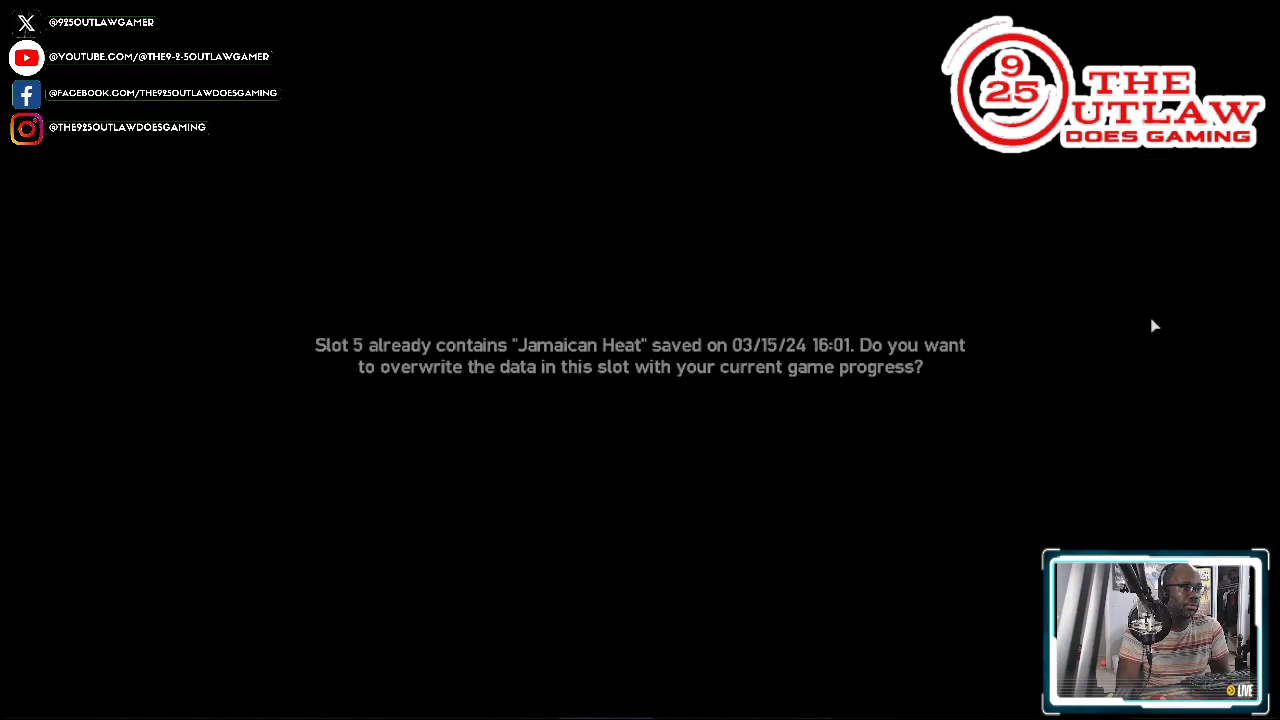 @925OUTLAWGAMER
@YOUTUBE.COM/@THE9-2-5OUTLAWGAMER
@FACEBOOK.COM/THE925OUTLAWDOESGAMING
@THE925OUTLAWDOESGAMING
9
25
THE
UTLAW
DOES GAMING
Slot 5 already contains "Jamaican Heat" saved on 03/15/24 16:01. Do you want
to overwrite the data in this slot with your current game progress?
LIVE